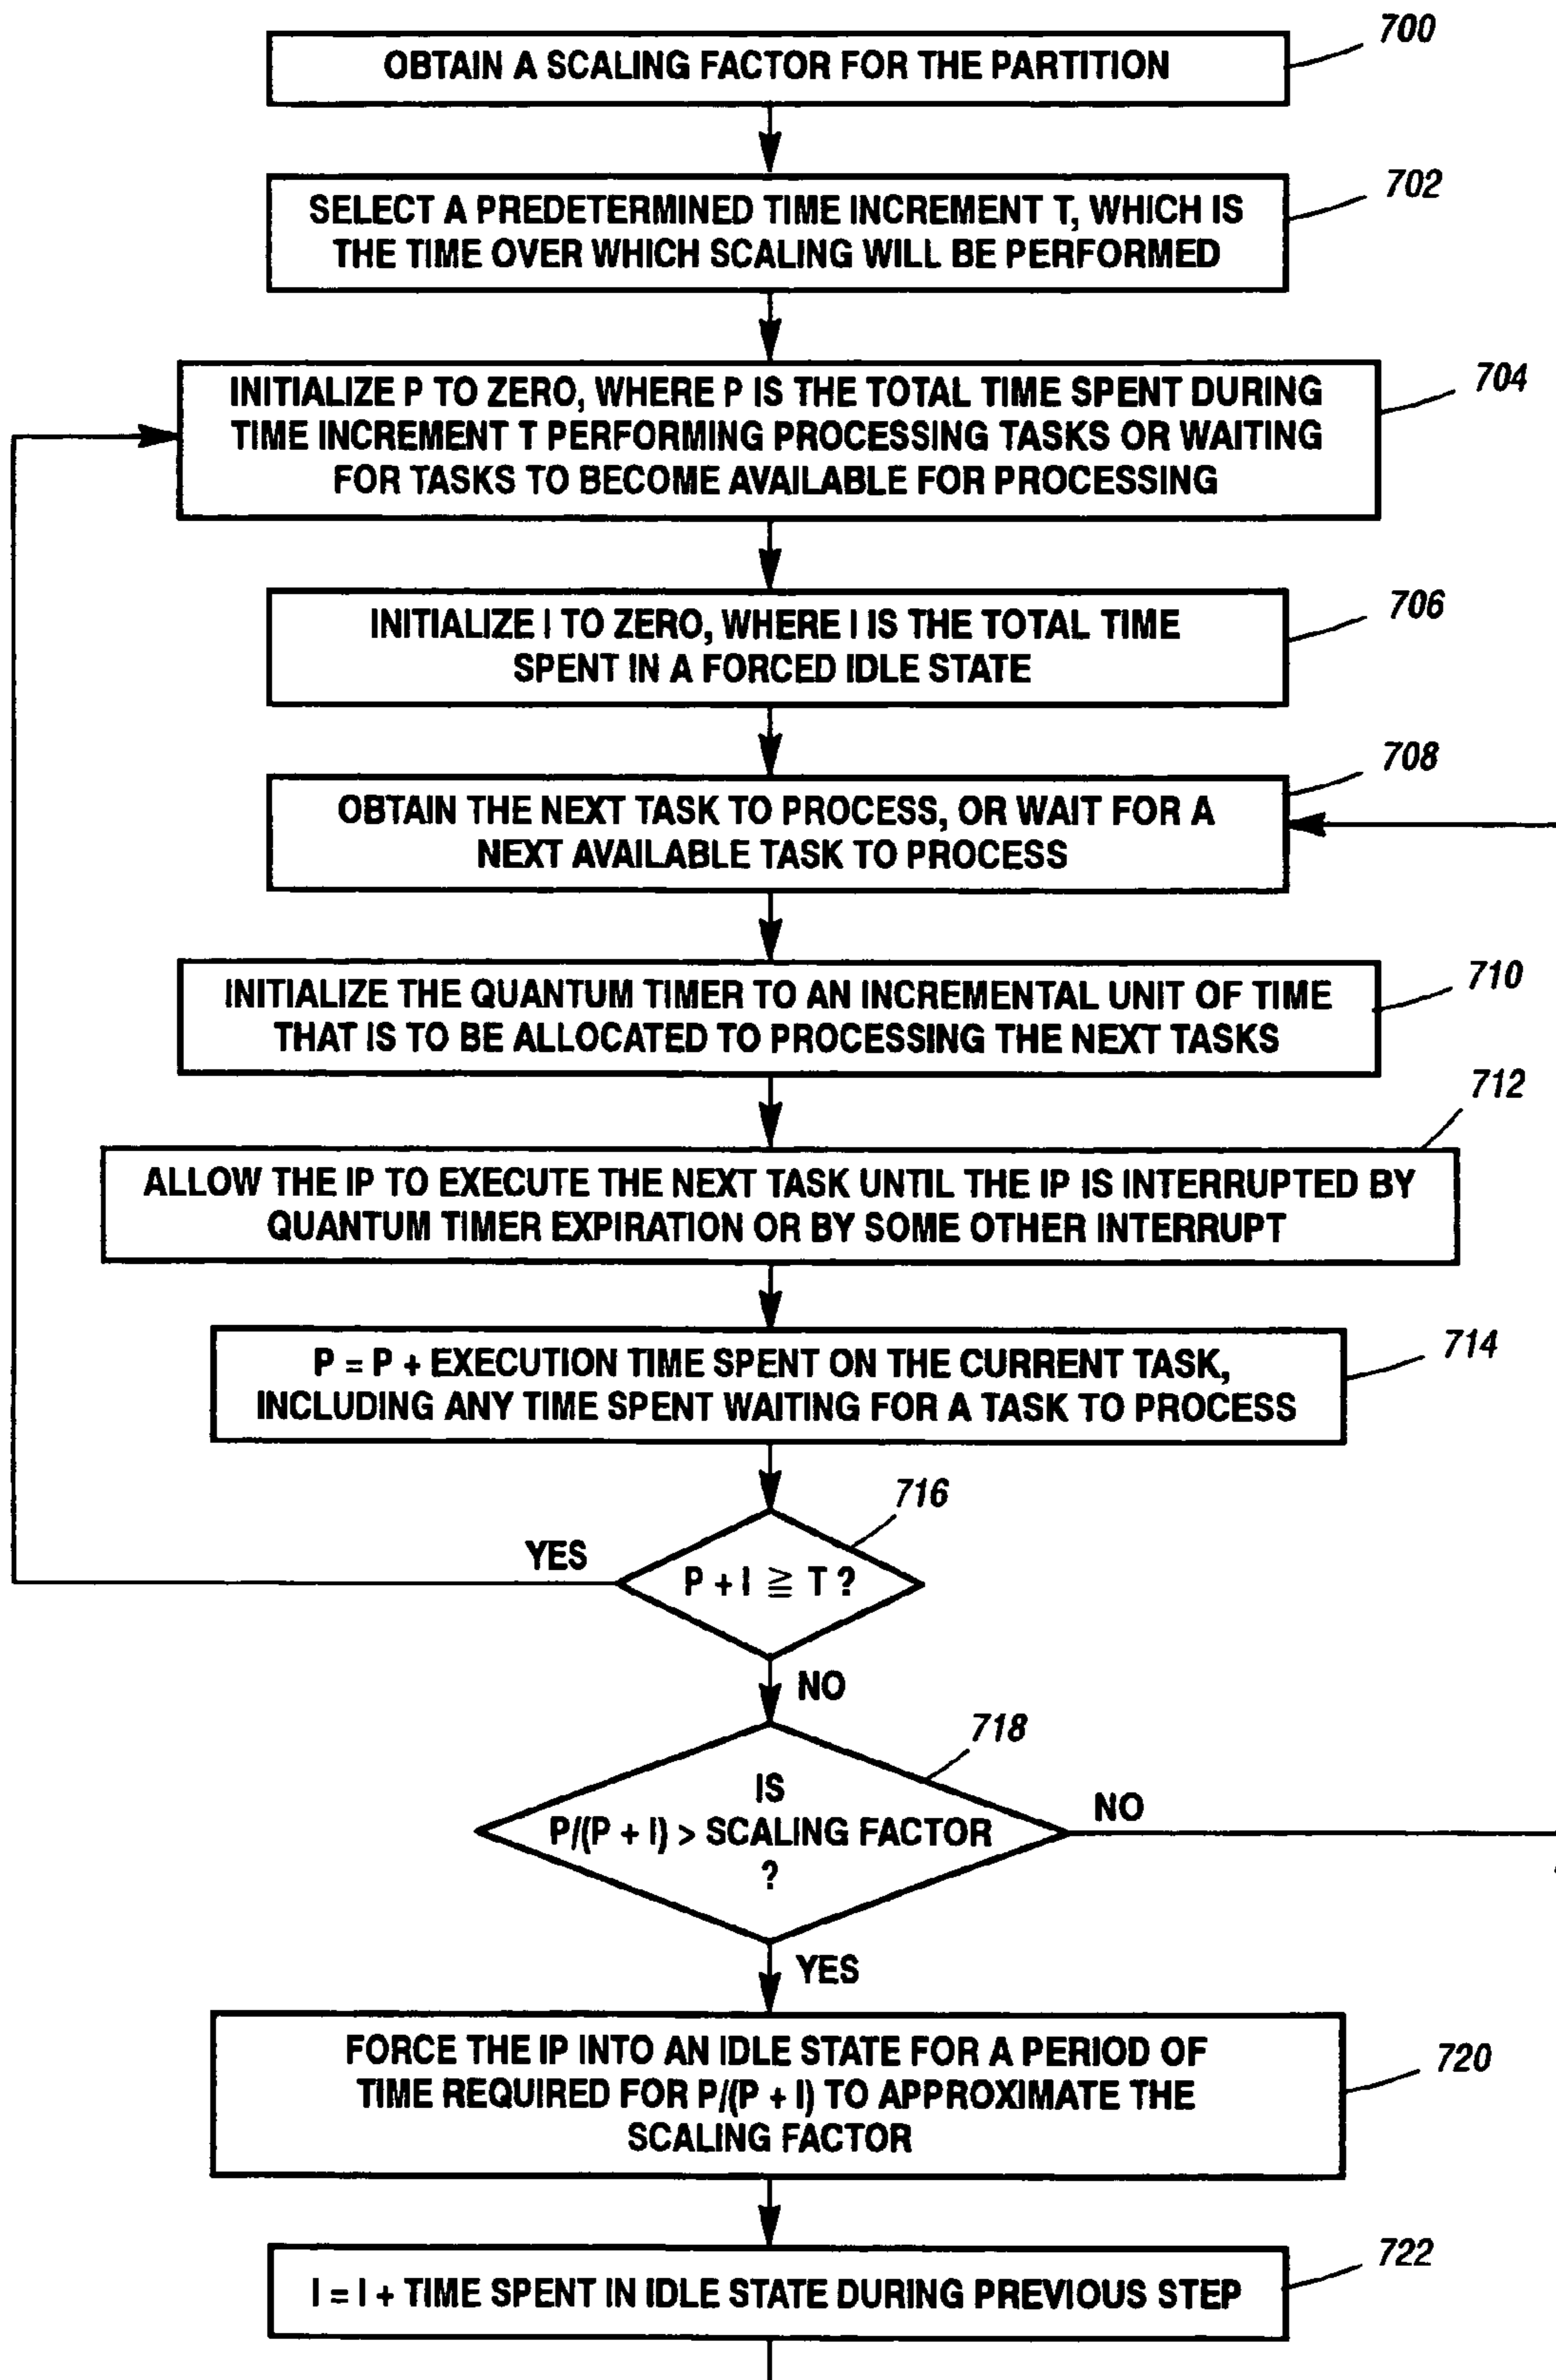 700
OBTAIN A SCALING FACTOR FOR THE PARTITION
702
SELECT A PREDETERMINED TIME INCREMENT T, WHICH IS
THE TIME OVER WHICH SCALING WILL BE PERFORMED
704
INITIALIZE P TO ZERO, WHERE P IS THE TOTAL TIME SPENT DURING
TIME INCREMENT T PERFORMING PROCESSING TASKS OR WAITING
FOR TASKS TO BECOME AVAILABLE FOR PROCESSING
706
INITIALIZE I TO ZERO, WHERE I IS THE TOTAL TIME
SPENT IN A FORCED IDLE STATE
708
OBTAIN THE NEXT TASK TO PROCESS, OR WAIT FOR A
NEXT AVAILABLE TASK TO PROCESS
710
INITIALIZE THE QUANTUM TIMER TO AN INCREMENTAL UNIT OF TIME
THAT IS TO BE ALLOCATED TO PROCESSING THE NEXT TASKS
712
ALLOW THE IP TO EXECUTE THE NEXT TASK UNTIL THE IP IS INTERRUPTED BY
QUANTUM TIMER EXPIRATION OR BY SOME OTHER INTERRUPT
714
P = P + EXECUTION TIME SPENT ON THE CURRENT TASK,
INCLUDING ANY TIME SPENT WAITING FOR A TASK TO PROCESS
716
YES
P + I ≧ T ?
NO
718
IS
P/(P + I) > SCALING FACTOR
?
NO
YES
720
FORCE THE IP INTO AN IDLE STATE FOR A PERIOD OF
TIME REQUIRED FOR P/(P + I) TO APPROXIMATE THE
SCALING FACTOR
722
I = I + TIME SPENT IN IDLE STATE DURING PREVIOUS STEP